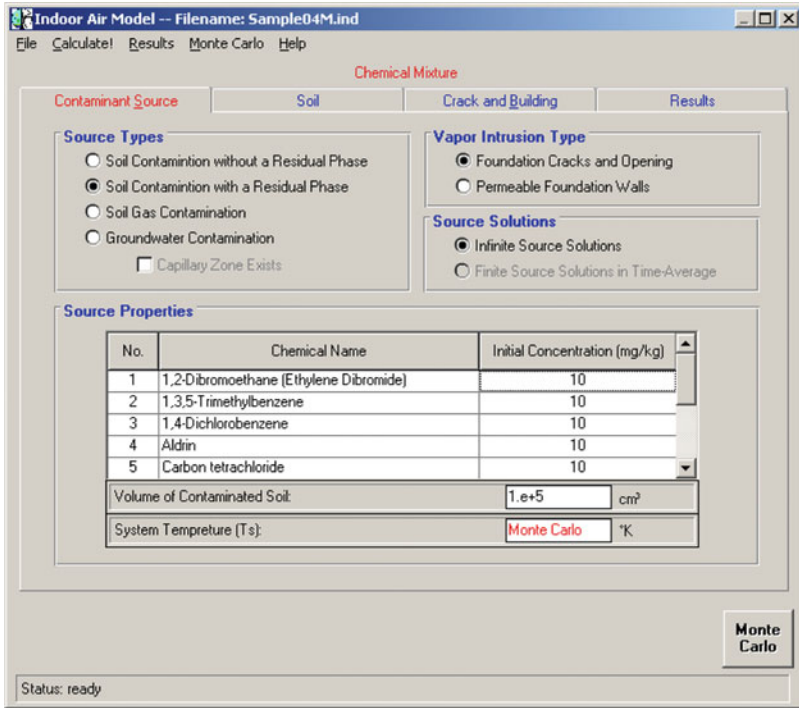 Indoor Air Model -- Filename: Sample04M.ind
File Calculate! Results Monte Carlo Help
Chemical Mixture
Contaminant Source Soil Crack and Building Results
Source Types
Soil Contamintion without a Residual Phase
Soil Contamintion with a Residual Phase
Soil Gas Contamination
Groundwater Contamination
Capillary Zone Exists
Vapor Intrusion Type
Foundation Cracks and Opening
Permeable Foundation Walls
Source Solutions
Infinite Source Solutions
Finite Source Solutions in Time-Average
Source Properties
No. Chemical Name Initial Concentration (mg/kg)
1 1,2-Dibromoethane (Ethylene Dibromide) 10
2 1,3,5-Trimethylbenzene 10
3 1,4-Dichlorobenzene 10
4 Aldrin 10
5 Carbon tetrachloride 10
Volume of Contaminated Soil: 1.e+5 cm³
System Tempreture (Ts): Monte Carlo °K
Monte
Carlo
Status: ready